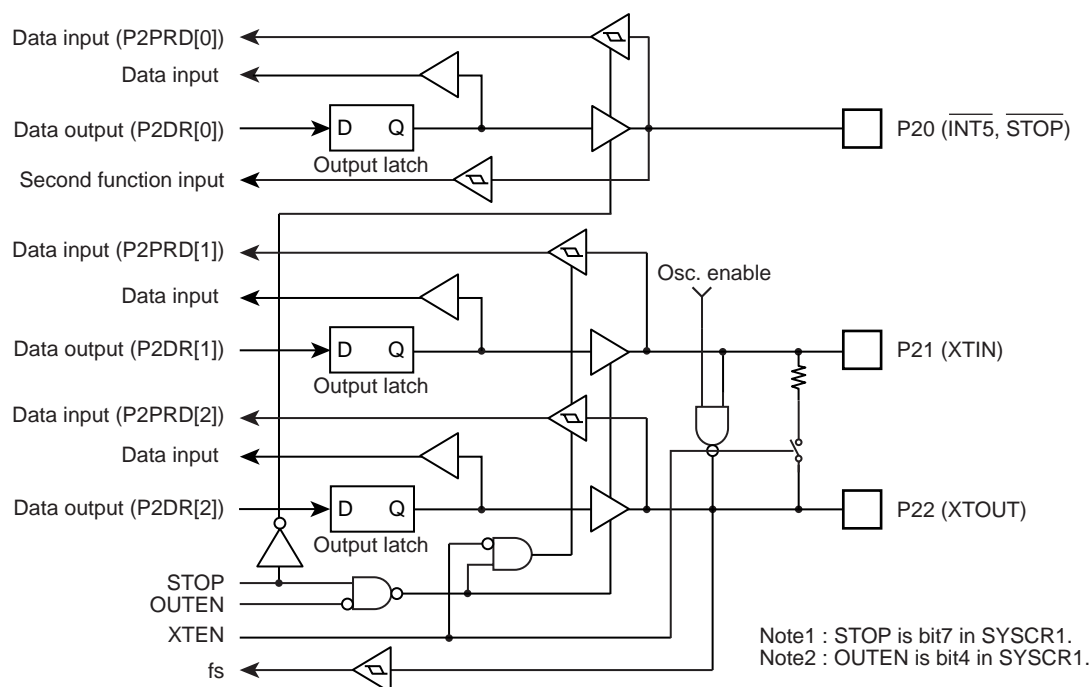 Data input (P2PRD[0])
Data input
Data output (P2DR[0])
D Q
Output latch
P20 (INT5, STOP)
Second function input
Data input (P2PRD[1])
Osc. enable
Data input
Data output (P2DR[1])
D Q
Output latch
P21 (XTIN)
Data input (P2PRD[2])
Data input
Data output (P2DR[2])
D Q
Output latch
P22 (XTOUT)
STOP
OUTEN
XTEN
fs
Note1 : STOP is bit7 in SYSCR1.
Note2 : OUTEN is bit4 in SYSCR1.